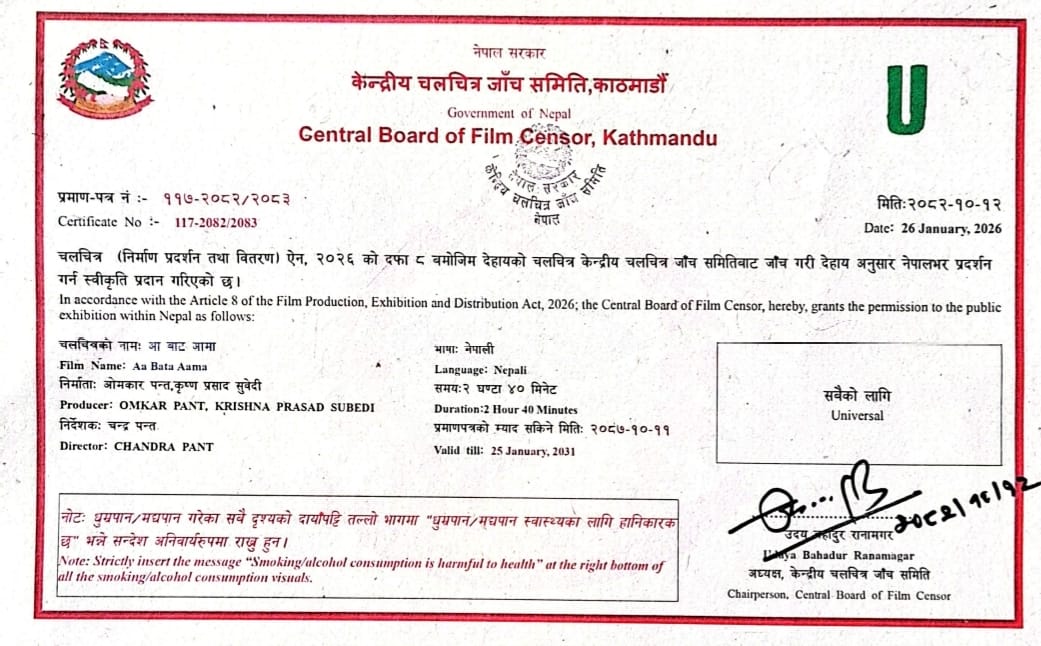 नेपाल सरकार
केन्द्रीय चलचित्र जाँच समिति,काठमाडौँ
Government of Nepal
Central Board of Film Censor, Kathmandu
U
नेपाल सरकार
केन्द्रिय चलचित्र जाँच समिति
नेपाल
प्रमाण-पत्र नं :- ११७-२०८२/२०८३
मिति:२०८२-१०-१२
Certificate No :- 117-2082/2083
Date: 26 January, 2026
चलचित्र (निर्माण प्रदर्शन तथा वितरण) ऐन, २०२६ को दफा ८ बमोजिम देहायको चलचित्र केन्द्रीय चलचित्र जाँच समितिबाट जाँच गरी देहाय अनुसार नेपालभर प्रदर्शन
गर्न स्वीकृति प्रदान गरिएको छ।
In accordance with the Article 8 of the Film Production, Exhibition and Distribution Act, 2026; the Central Board of Film Censor, hereby, grants the permission to the public
exhibition within Nepal as follows:
चलचित्रको नामः आ बाट आमा
Film Name: Aa Bata Aama
निर्माताः ओमकार पन्त,कृष्ण प्रसाद सुवेदी
Producer: OMKAR PANT, KRISHNA PRASAD SUBEDI
निर्देशकः चन्द्र पन्त
Director: CHANDRA PANT
भाषाः नेपाली
Language: Nepali
समय:२ घण्टा ४० मिनेट
Duration:2 Hour 40 Minutes
प्रमाणपत्रको म्याद सकिने मिति: २०८७-१०-११
Valid till: 25 January, 2031
सवैको लागि
Universal
नोटः धुम्रपान/मद्यपान गरेका सवै दृश्यको दायाँपट्टि तल्लो भागमा "धुम्रपान/मद्यपान स्वास्थ्यका लागि हानिकारक
छ" भन्ने सन्देश अनिवार्यरुपमा राख्नु हुन।
Note: Strictly insert the message "Smoking/alcohol consumption is harmful to health" at the right bottom of
all the smoking/alcohol consumption visuals.
२०८२/१०/१२
उदय बहादुर रानामगर
Udaya Bahadur Ranamagar
अध्यक्ष, केन्द्रीय चलचित्र जाँच समिति
Chairperson, Central Board of Film Censor